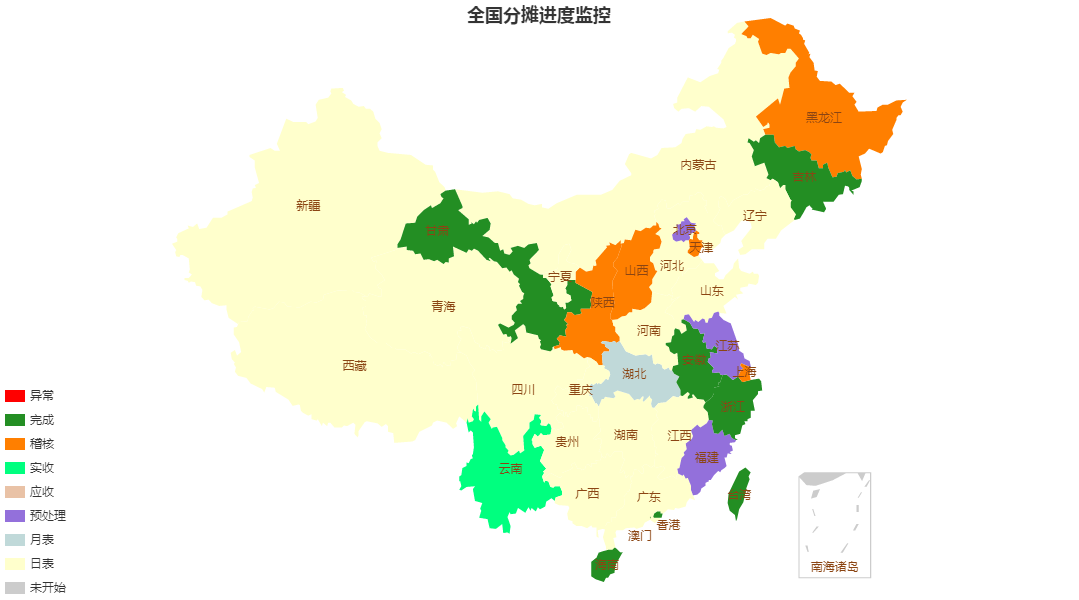 全国分摊进度监控
黑龙江
内蒙古
吉林
新疆
辽宁
甘肃
北京
天津
宁夏
山西
河北
山东
青海
陕西
河南
江苏
西藏
安徽
上海
湖北
四川
重庆
浙江
贵州
湖南
江西
福建
云南
广西
广东
台湾
香港
澳门
海南
南海诸岛
异常
完成
稽核
实收
应收
预处理
月表
日表
未开始